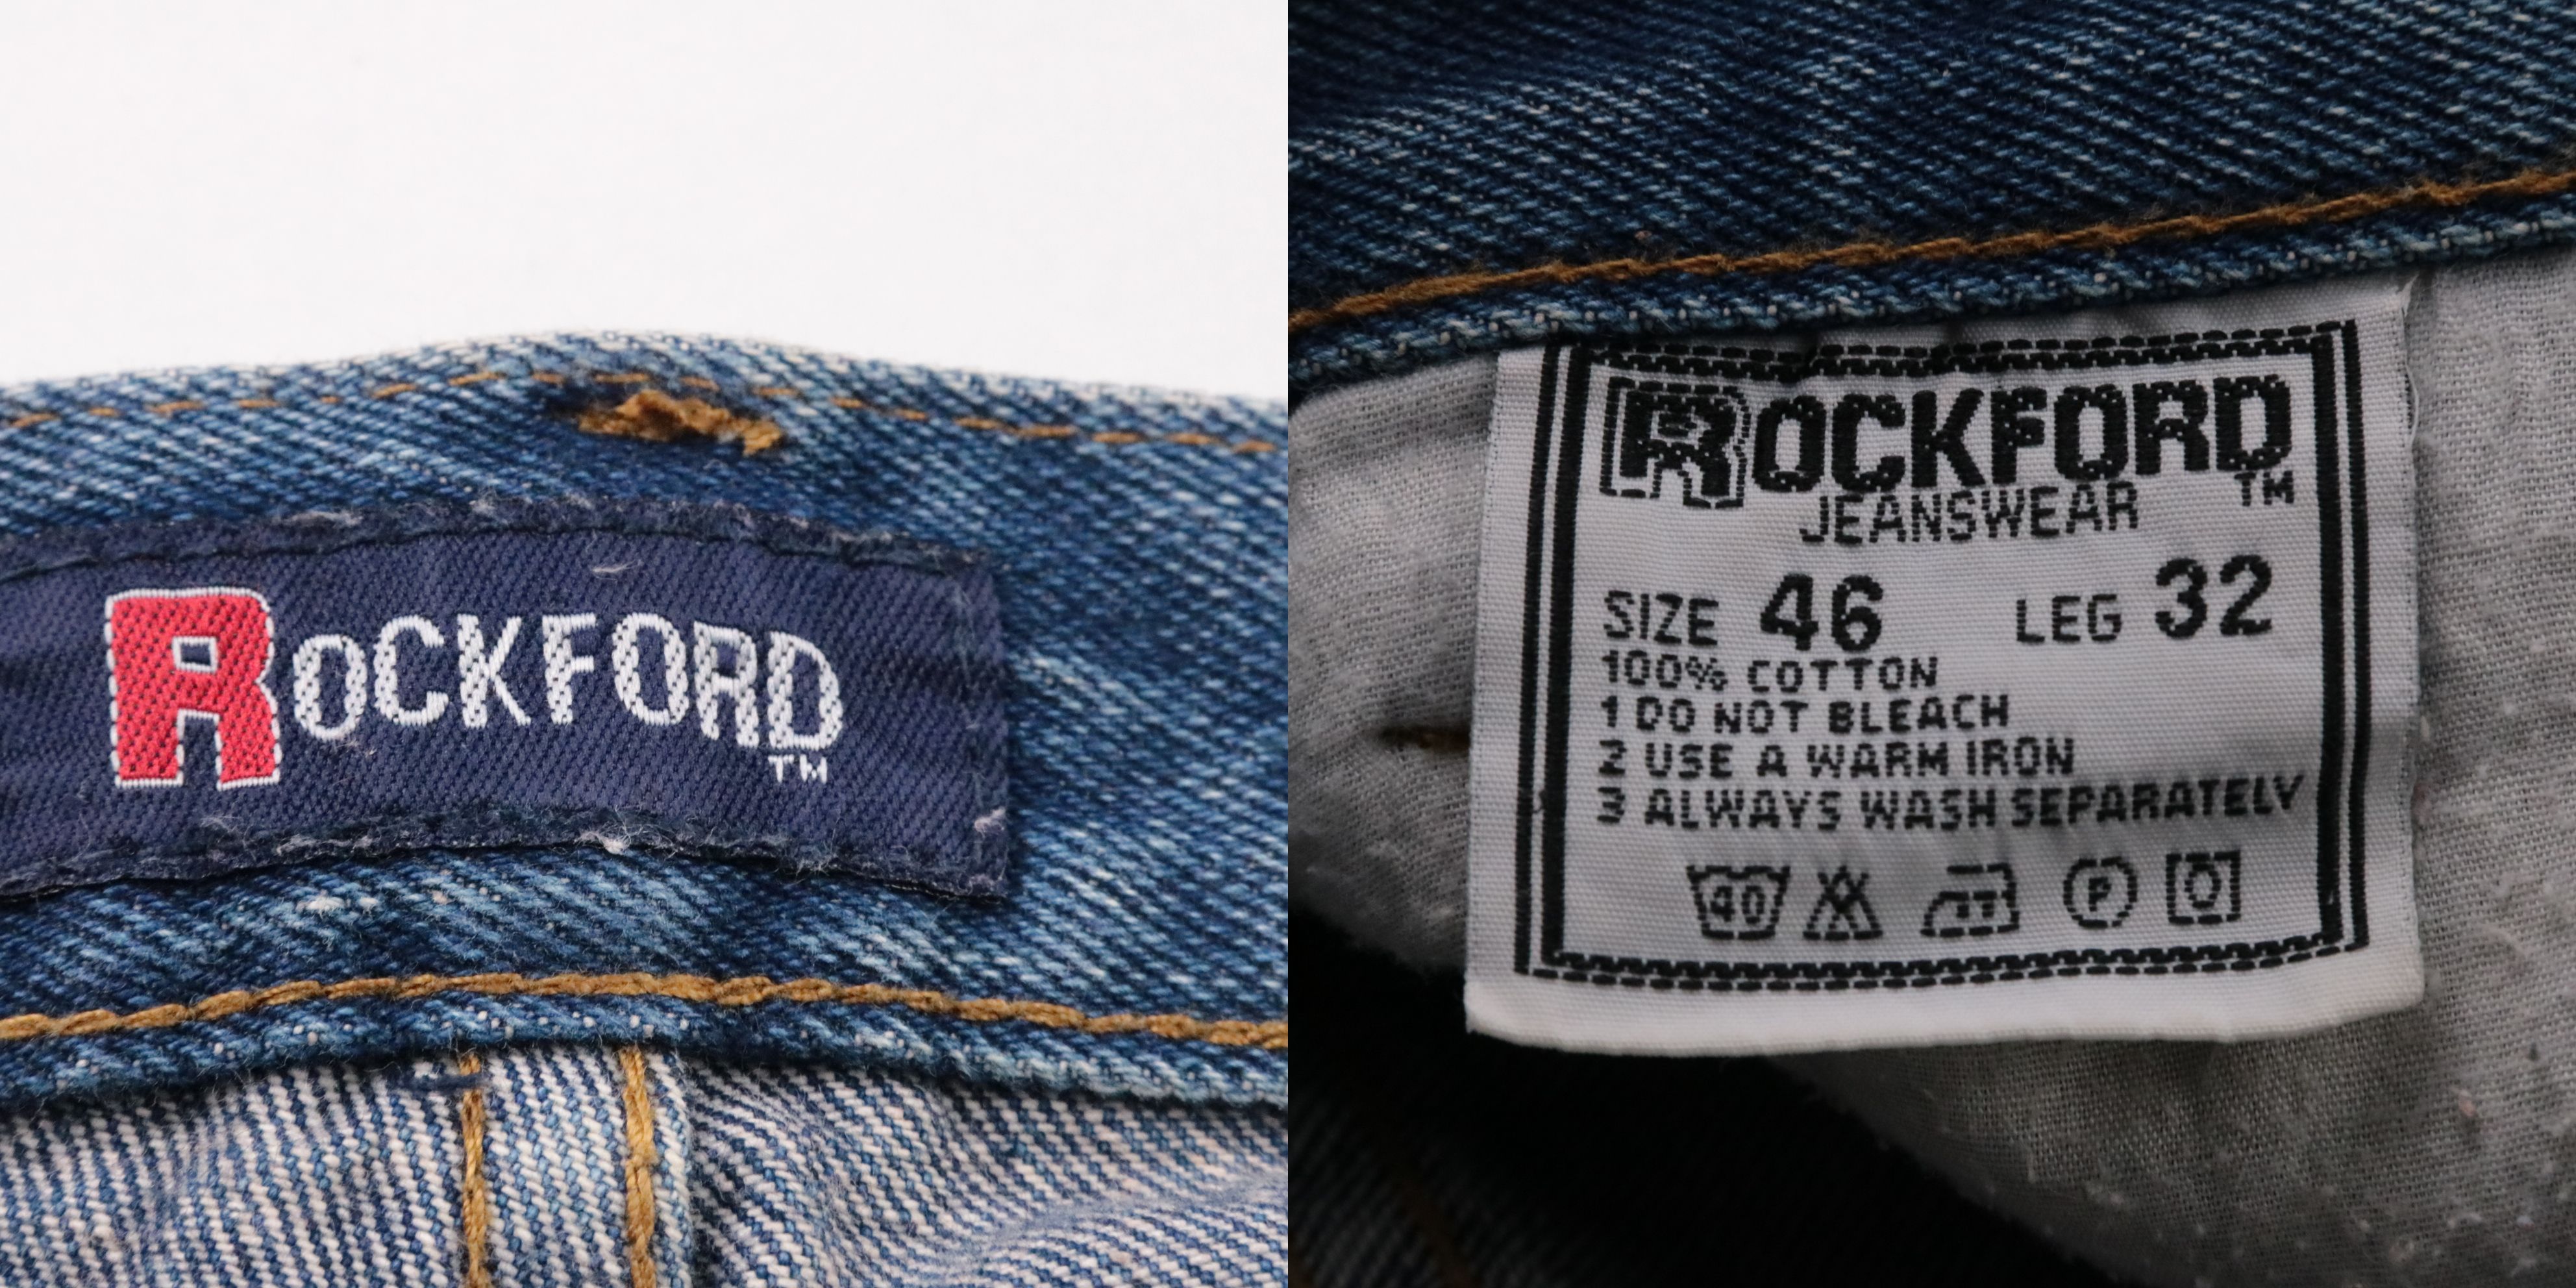 ROCKFORD
TM
ROCKFORD
TM
JEANSWEAR
SIZE 46 LEG 32
100% COTTON
1 DO NOT BLEACH
2 USE A WARM IRON
3 ALWAYS WASH SEPARATELY
40 P